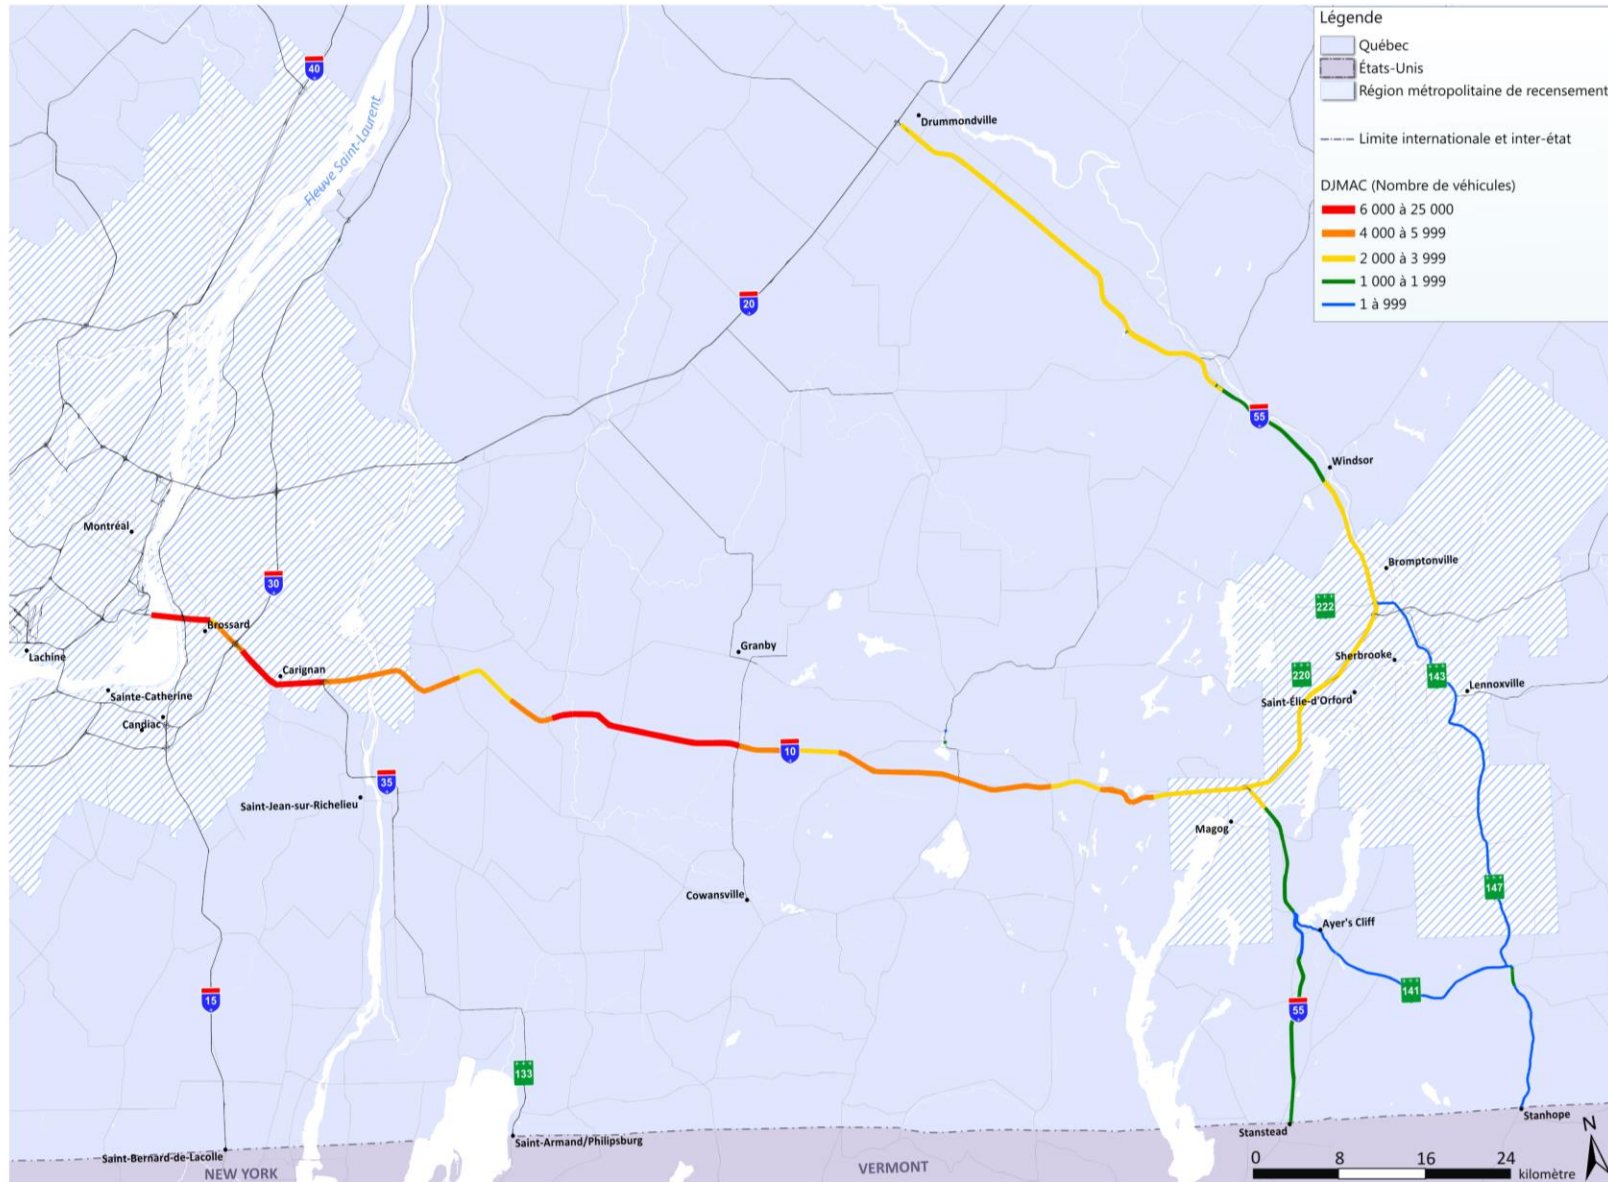 Légende
Québec
États-Unis
Région métropolitaine de recensement
Limite internationale et inter-état
DJMAC (Nombre de véhicules)
6 000 à 25 000
4 000 à 5 999
2 000 à 3 999
1 000 à 1 999
1 à 999
40
Fleuve Saint-Laurent
Drummondville
20
55
Windsor
Montréal
Bromptonville
30
222
Brossard
Lachine
Granby
Sherbrooke
Carignan
220
143
Lennoxville
Sainte-Catherine
Saint-Élie-d'Orford
Candiac
10
35
Saint-Jean-sur-Richelieu
Magog
147
Cowansville
Ayer's Cliff
141
15
55
133
Stanhope
Stanstead
Saint-Armand/Philipsburg
Saint-Bernard-de-Lacolle
NEW YORK
VERMONT
N
0 8 16 24
kilomètre